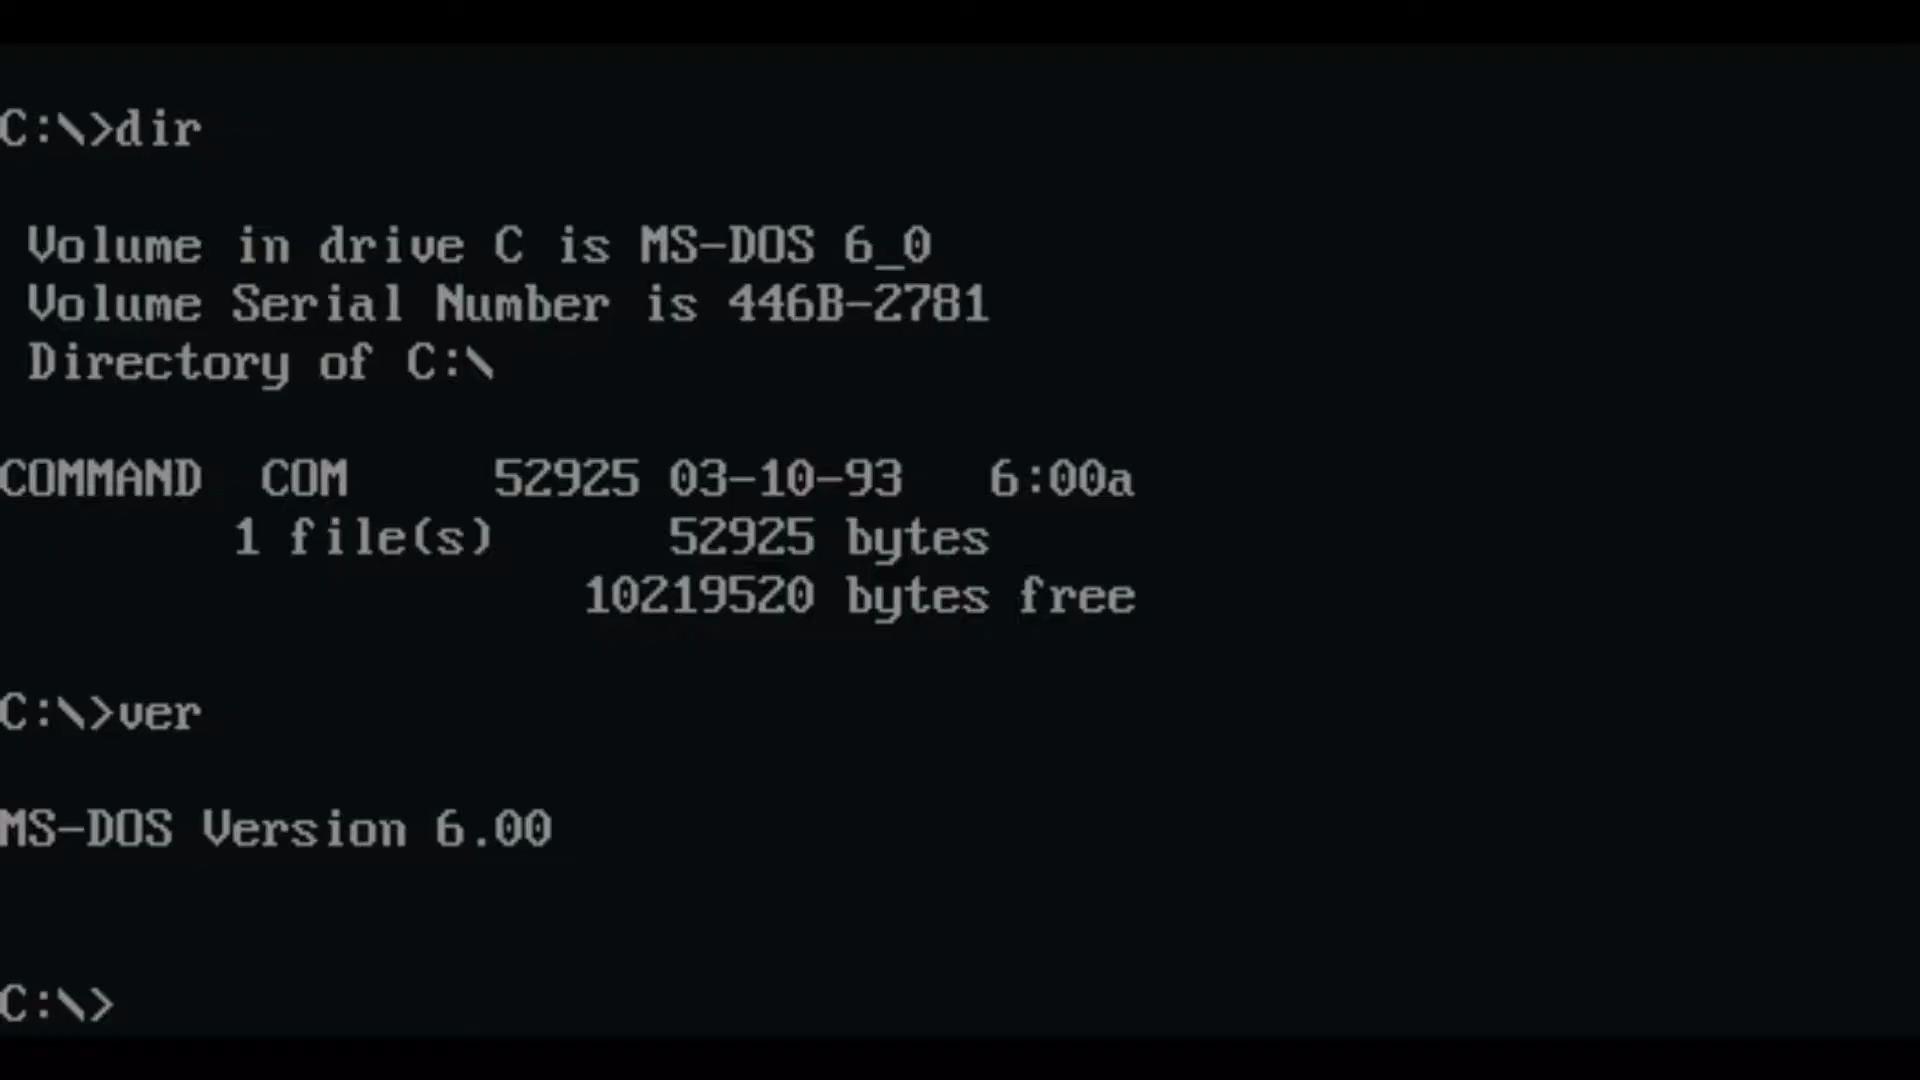 C:\>dir
Volume in drive C is MS-DOS 6_0
Volume Serial Number is 446B-2781
Directory of C:\
COMMAND  COM     52925 03-10-93   6:00a
1 file(s)      52925 bytes
10219520 bytes free
C:\>ver
MS-DOS Version 6.00
C:\>